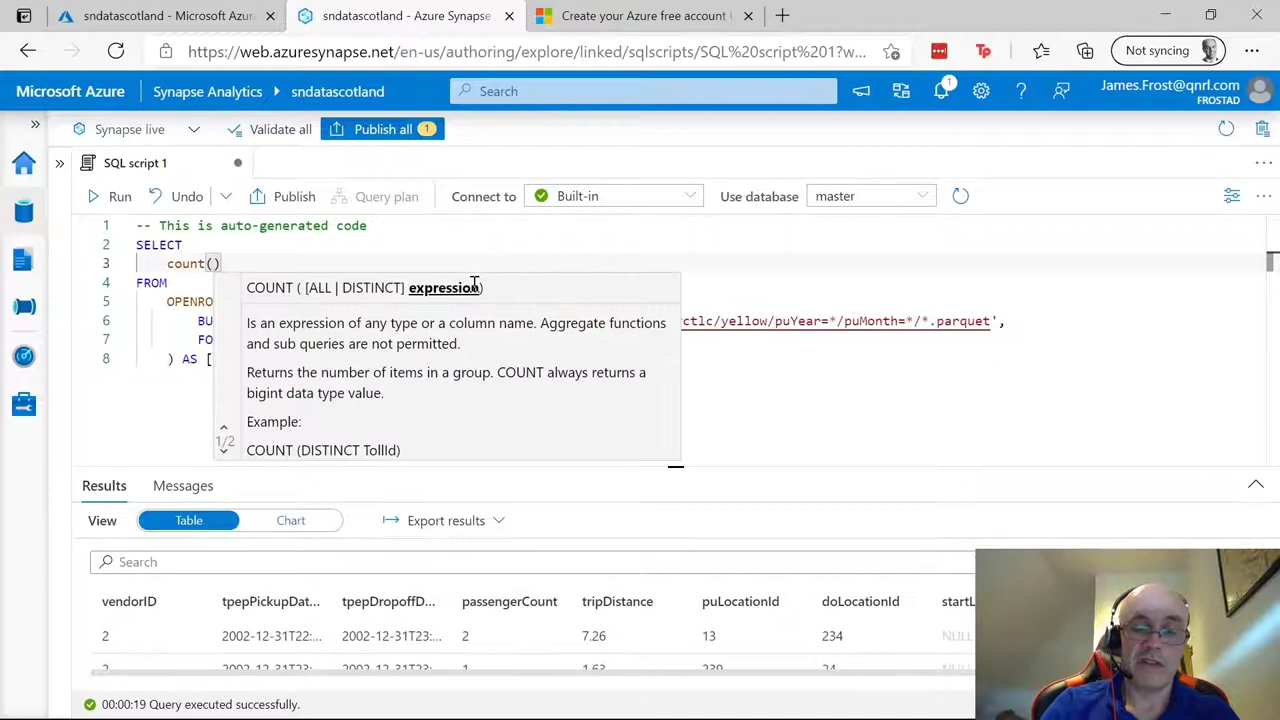 sndatascotland - Microsoft Azu
sndatascotland - Azure Synapse
Create your Azure free account
https://web.azuresynapse.net/en-us/authoring/explore/linked/sqlscripts/SQL%20script%201?w...
Not syncing
Microsoft Azure
Synapse Analytics
sndatascotland
Search
1
James.Frost@qnrl.com
FROSTAD
Synapse live
Validate all
Publish all
1
SQL script 1
Run
Undo
Publish
Query plan
Connect to
Built-in
Use database
master
1 -- This is auto-generated code
2 SELECT
3 count()
4 FROM
5 OPENRO
6 BU
rctlc/yellow/puYear=*/puMonth=*/*.parquet',
7 FO
8 ) AS [
COUNT ( [ALL | DISTINCT] expression)
Is an expression of any type or a column name. Aggregate functions
and sub queries are not permitted.
Returns the number of items in a group. COUNT always returns a
bigint data type value.
Example:
1/2
COUNT (DISTINCT TollId)
Results
Messages
View
Table
Chart
Export results
Search
vendorID
tpepPickupDat...
tpepDropoffD...
passengerCount
tripDistance
puLocationId
doLocationId
startL
2
2002-12-31T22:...
2002-12-31T23:...
2
7.26
13
234
NULL
00:00:19 Query executed successfully.